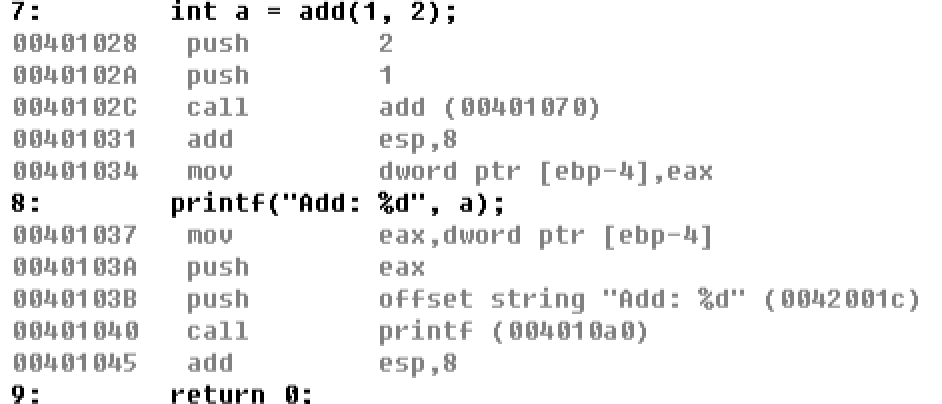 7: int a = add(1, 2);
00401028 push 2
0040102A push 1
0040102C call add (00401070)
00401031 add esp,8
00401034 mov dword ptr [ebp-4],eax
8: printf("Add: %d", a);
00401037 mov eax,dword ptr [ebp-4]
0040103A push eax
0040103B push offset string "Add: %d" (0042001c)
00401040 call printf (004010a0)
00401045 add esp,8
9: return 0;